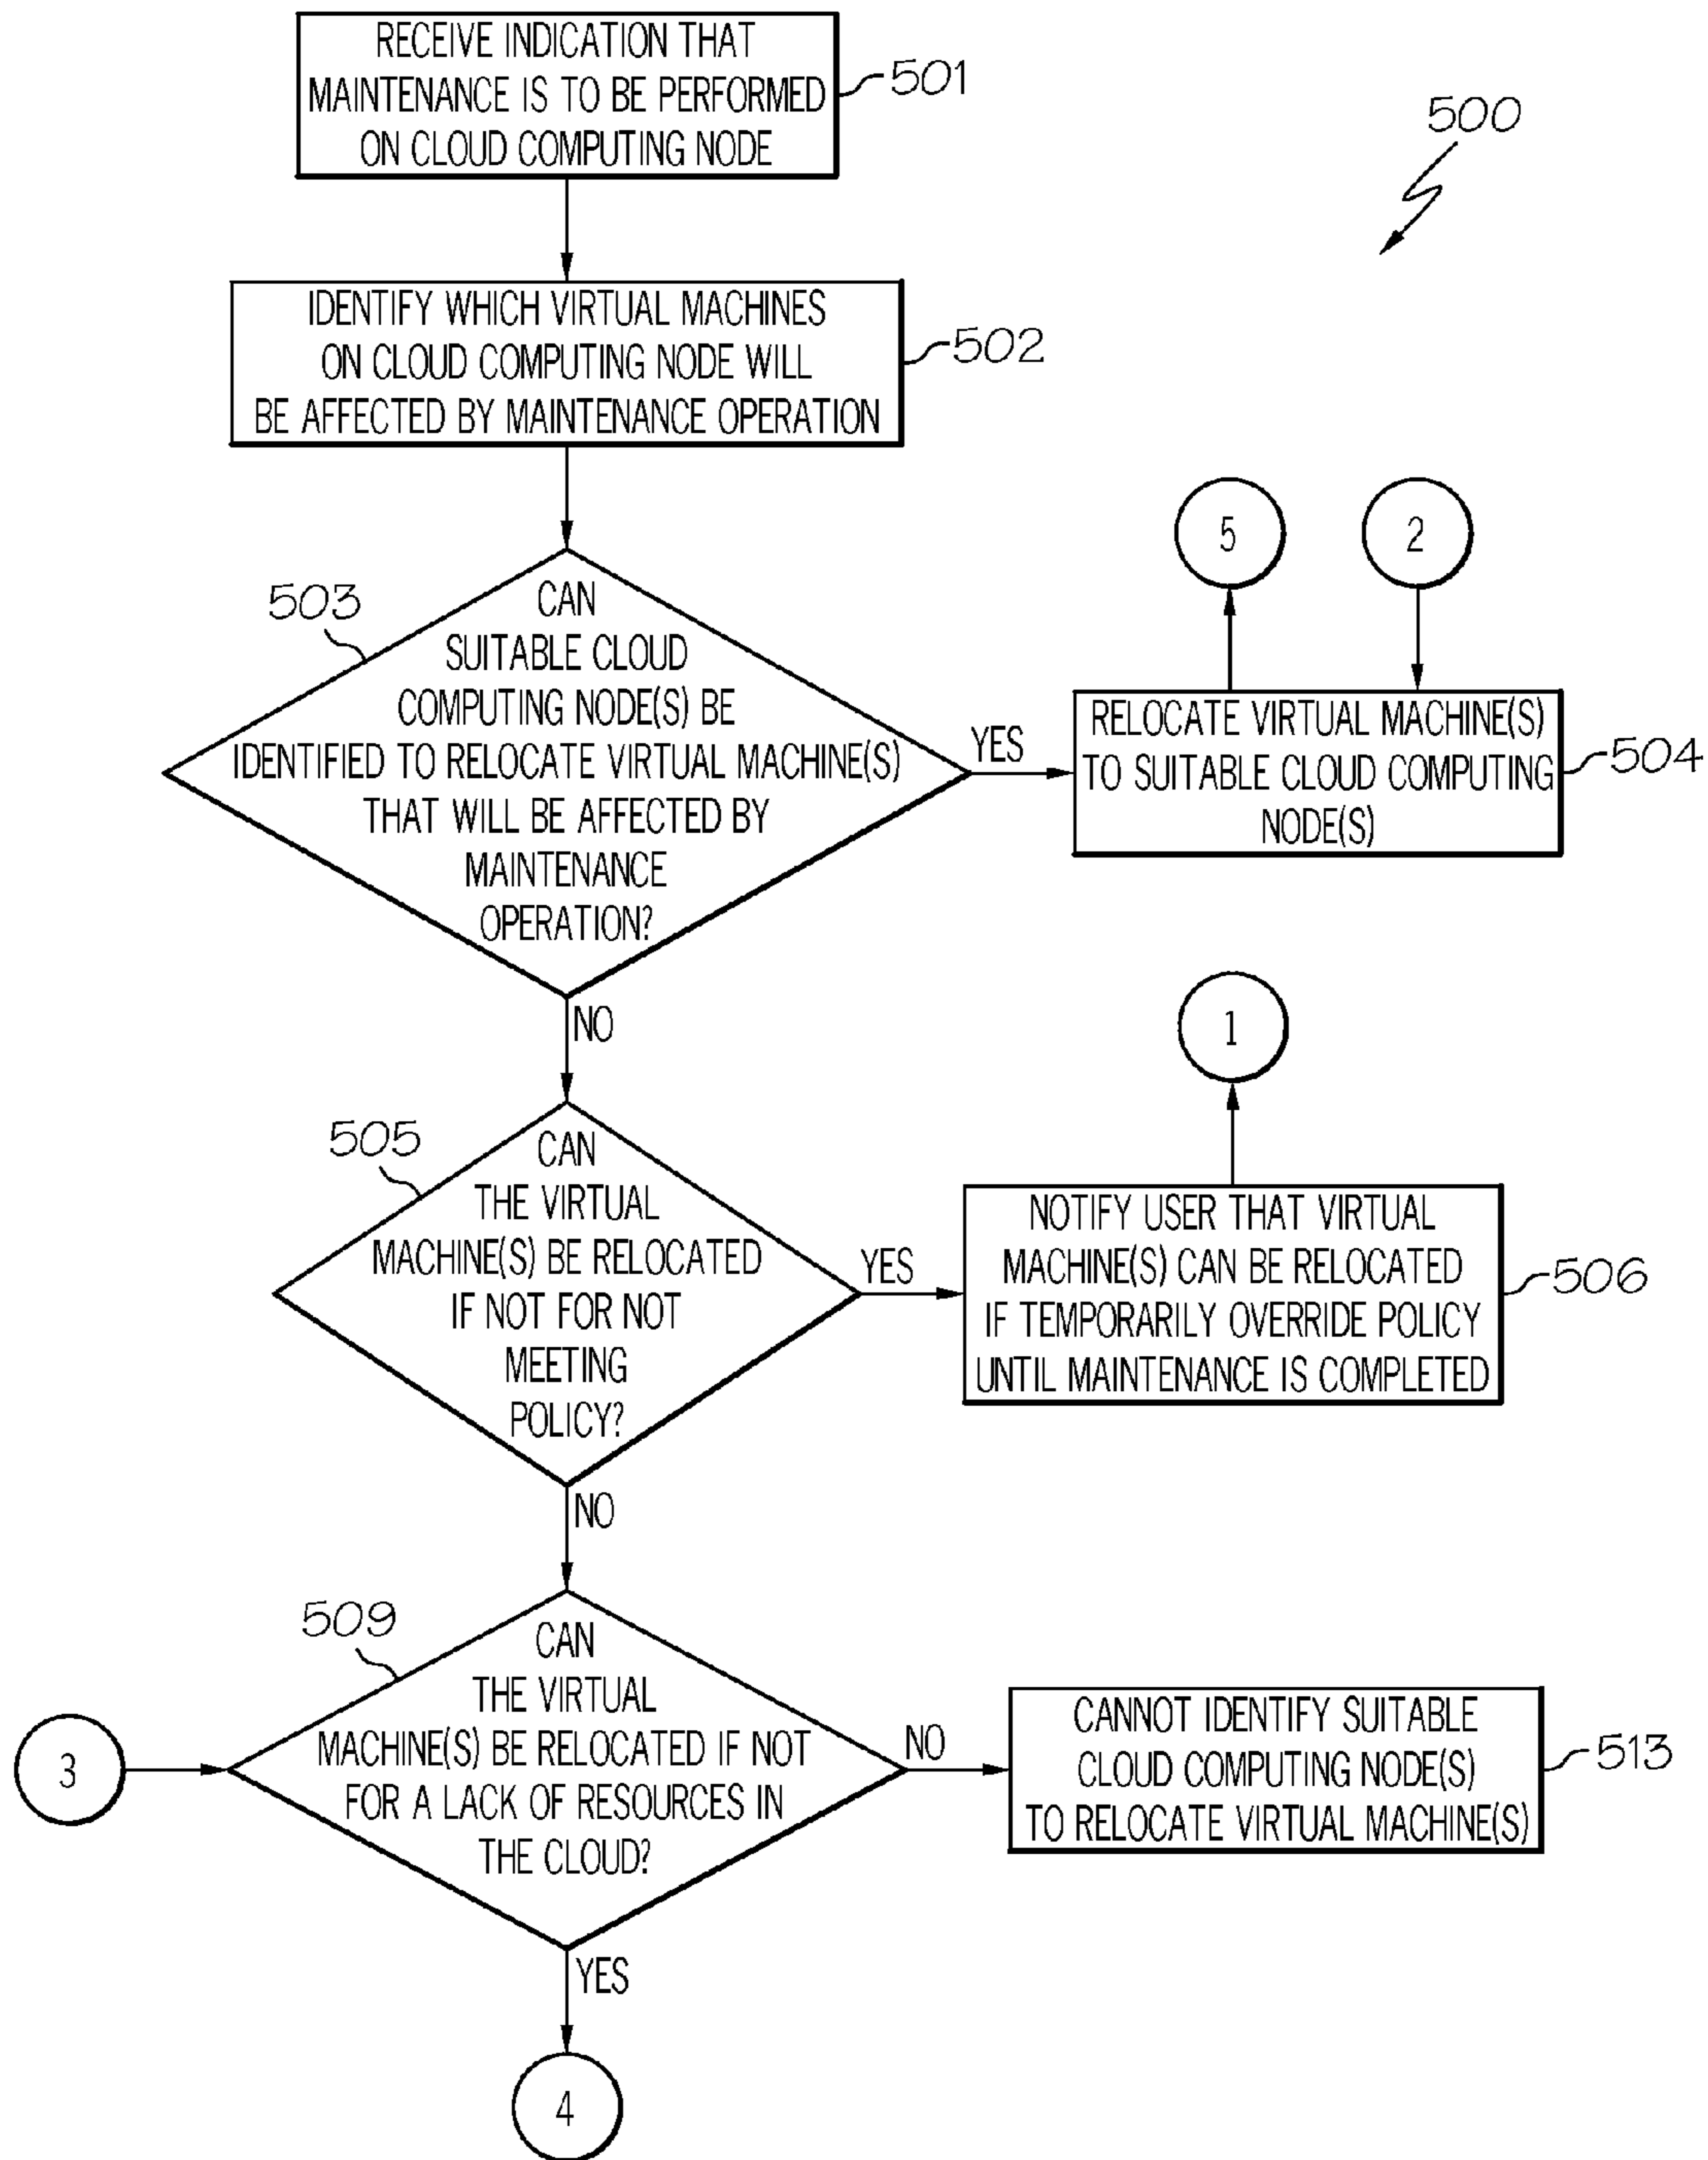 RECEIVE INDICATION THAT
MAINTENANCE IS TO BE PERFORMED
ON CLOUD COMPUTING NODE
501
500
IDENTIFY WHICH VIRTUAL MACHINES
ON CLOUD COMPUTING NODE WILL
BE AFFECTED BY MAINTENANCE OPERATION
502
503
CAN
SUITABLE CLOUD
COMPUTING NODE(S) BE
IDENTIFIED TO RELOCATE VIRTUAL MACHINE(S)
THAT WILL BE AFFECTED BY
MAINTENANCE
OPERATION?
YES
NO
5
2
RELOCATE VIRTUAL MACHINE(S)
TO SUITABLE CLOUD COMPUTING
NODE(S)
504
505
CAN
THE VIRTUAL
MACHINE(S) BE RELOCATED
IF NOT FOR NOT
MEETING
POLICY?
YES
NO
1
NOTIFY USER THAT VIRTUAL
MACHINE(S) CAN BE RELOCATED
IF TEMPORARILY OVERRIDE POLICY
UNTIL MAINTENANCE IS COMPLETED
506
3
509
CAN
THE VIRTUAL
MACHINE(S) BE RELOCATED IF NOT
FOR A LACK OF RESOURCES IN
THE CLOUD?
NO
CANNOT IDENTIFY SUITABLE
CLOUD COMPUTING NODE(S)
TO RELOCATE VIRTUAL MACHINE(S)
513
YES
4